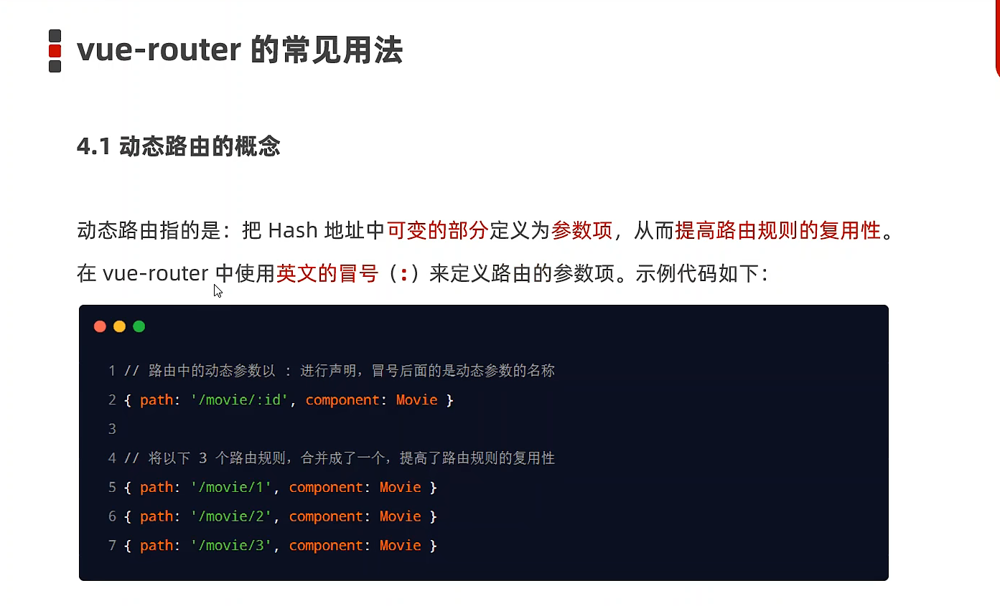 vue-router 的常见用法
4.1 动态路由的概念
动态路由指的是：把 Hash 地址中可变的部分定义为参数项，从而提高路由规则的复用性。
在 vue-router 中使用英文的冒号（:）来定义路由的参数项。示例代码如下：
1 // 路由中的动态参数以 : 进行声明，冒号后面的是动态参数的名称
2 { path: '/movie/:id', component: Movie }
3
4 // 将以下 3 个路由规则，合并成了一个，提高了路由规则的复用性
5 { path: '/movie/1', component: Movie }
6 { path: '/movie/2', component: Movie }
7 { path: '/movie/3', component: Movie }